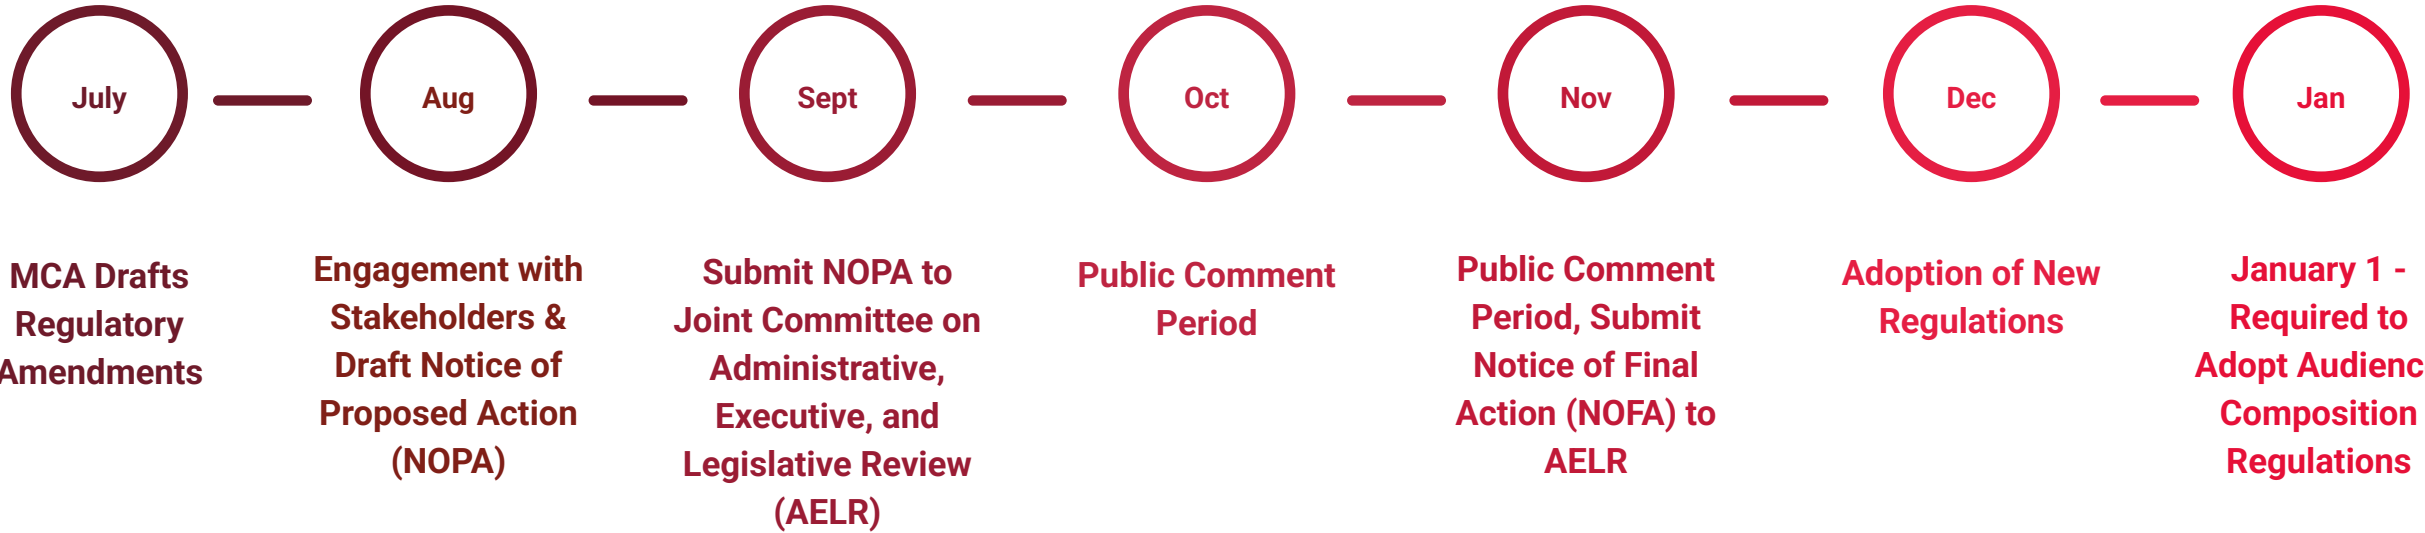 July
Aug
Sept
Oct
Nov
Dec
Jan
MCA Drafts
Regulatory
Amendments
Engagement with
Stakeholders &
Draft Notice of
Proposed Action
(NOPA)
Submit NOPA to
Joint Committee on
Administrative,
Executive, and
Legislative Review
(AELR)
Public Comment
Period
Public Comment
Period, Submit
Notice of Final
Action (NOFA) to
AELR
Adoption of New
Regulations
January 1 -
Required to
Adopt Audienc
Composition
Regulations